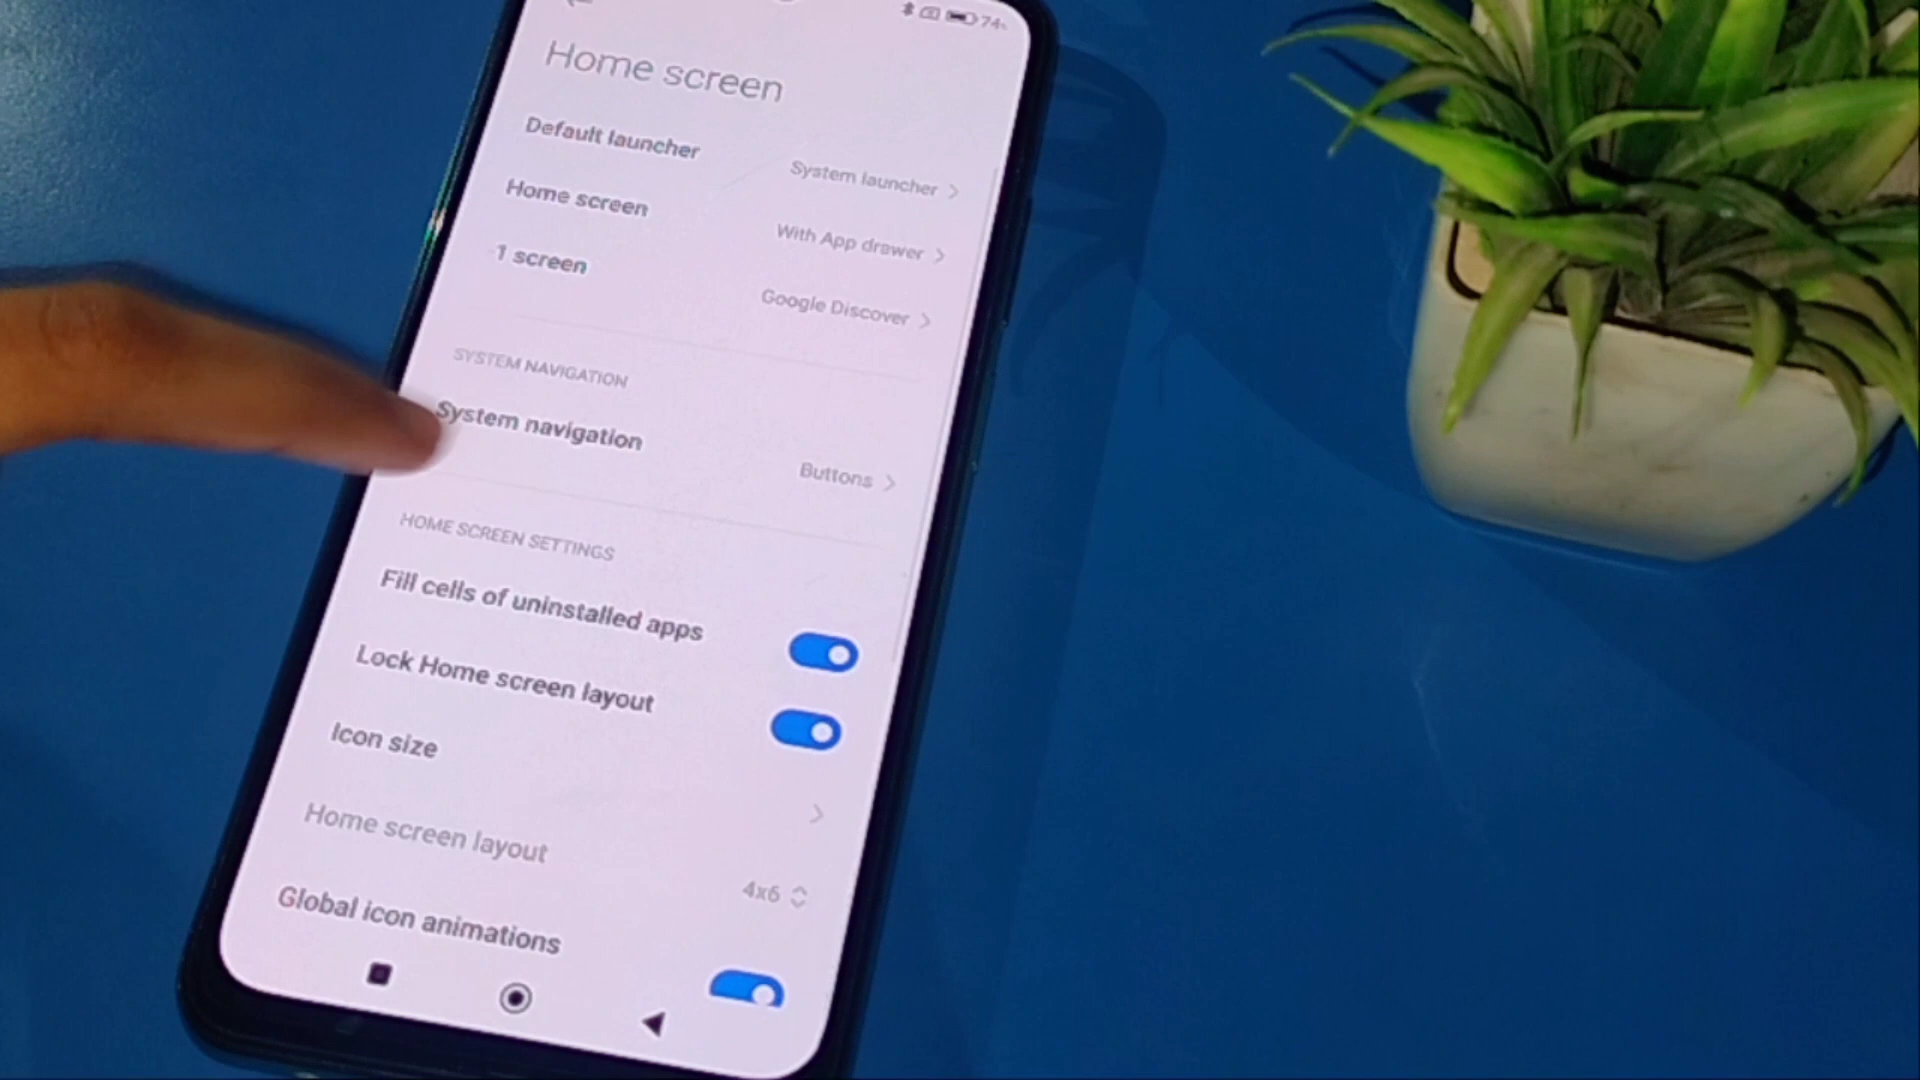 74
Home screen
Default launcher
System launcher
Home screen
With App drawer
1 screen
Google Discover
SYSTEM NAVIGATION
System navigation
Buttons
HOME SCREEN SETTINGS
Fill cells of uninstalled apps
Lock Home screen layout
Icon size
Home screen layout
4x6
Global icon animations